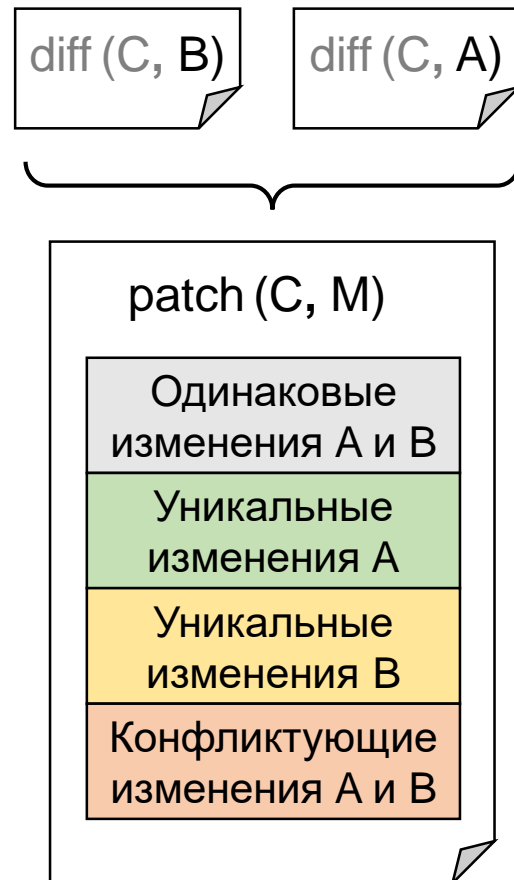 diff (C, B)
diff (C, A)
patch (C, M)
Одинаковые
изменения A и B
Уникальные
изменения A
Уникальные
изменения B
Конфликтующие
изменения A и B